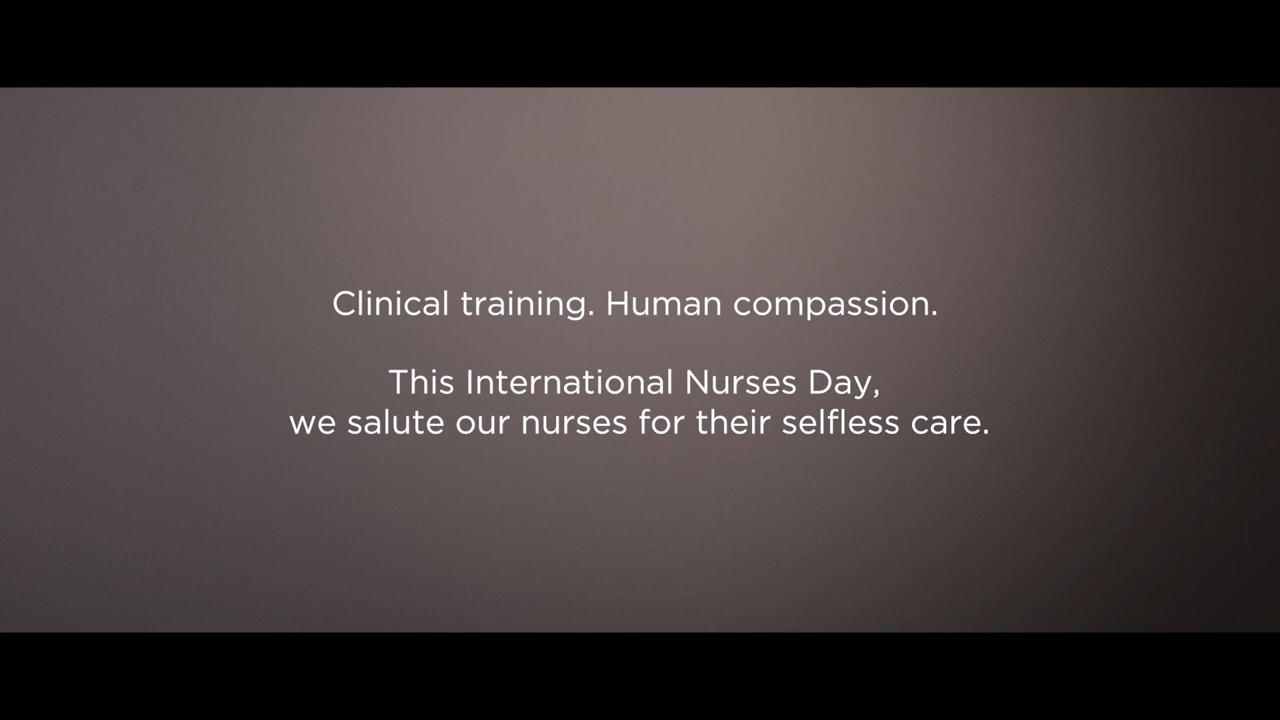 Clinical training. Human compassion.
This International Nurses Day,
we salute our nurses for their selfless care.